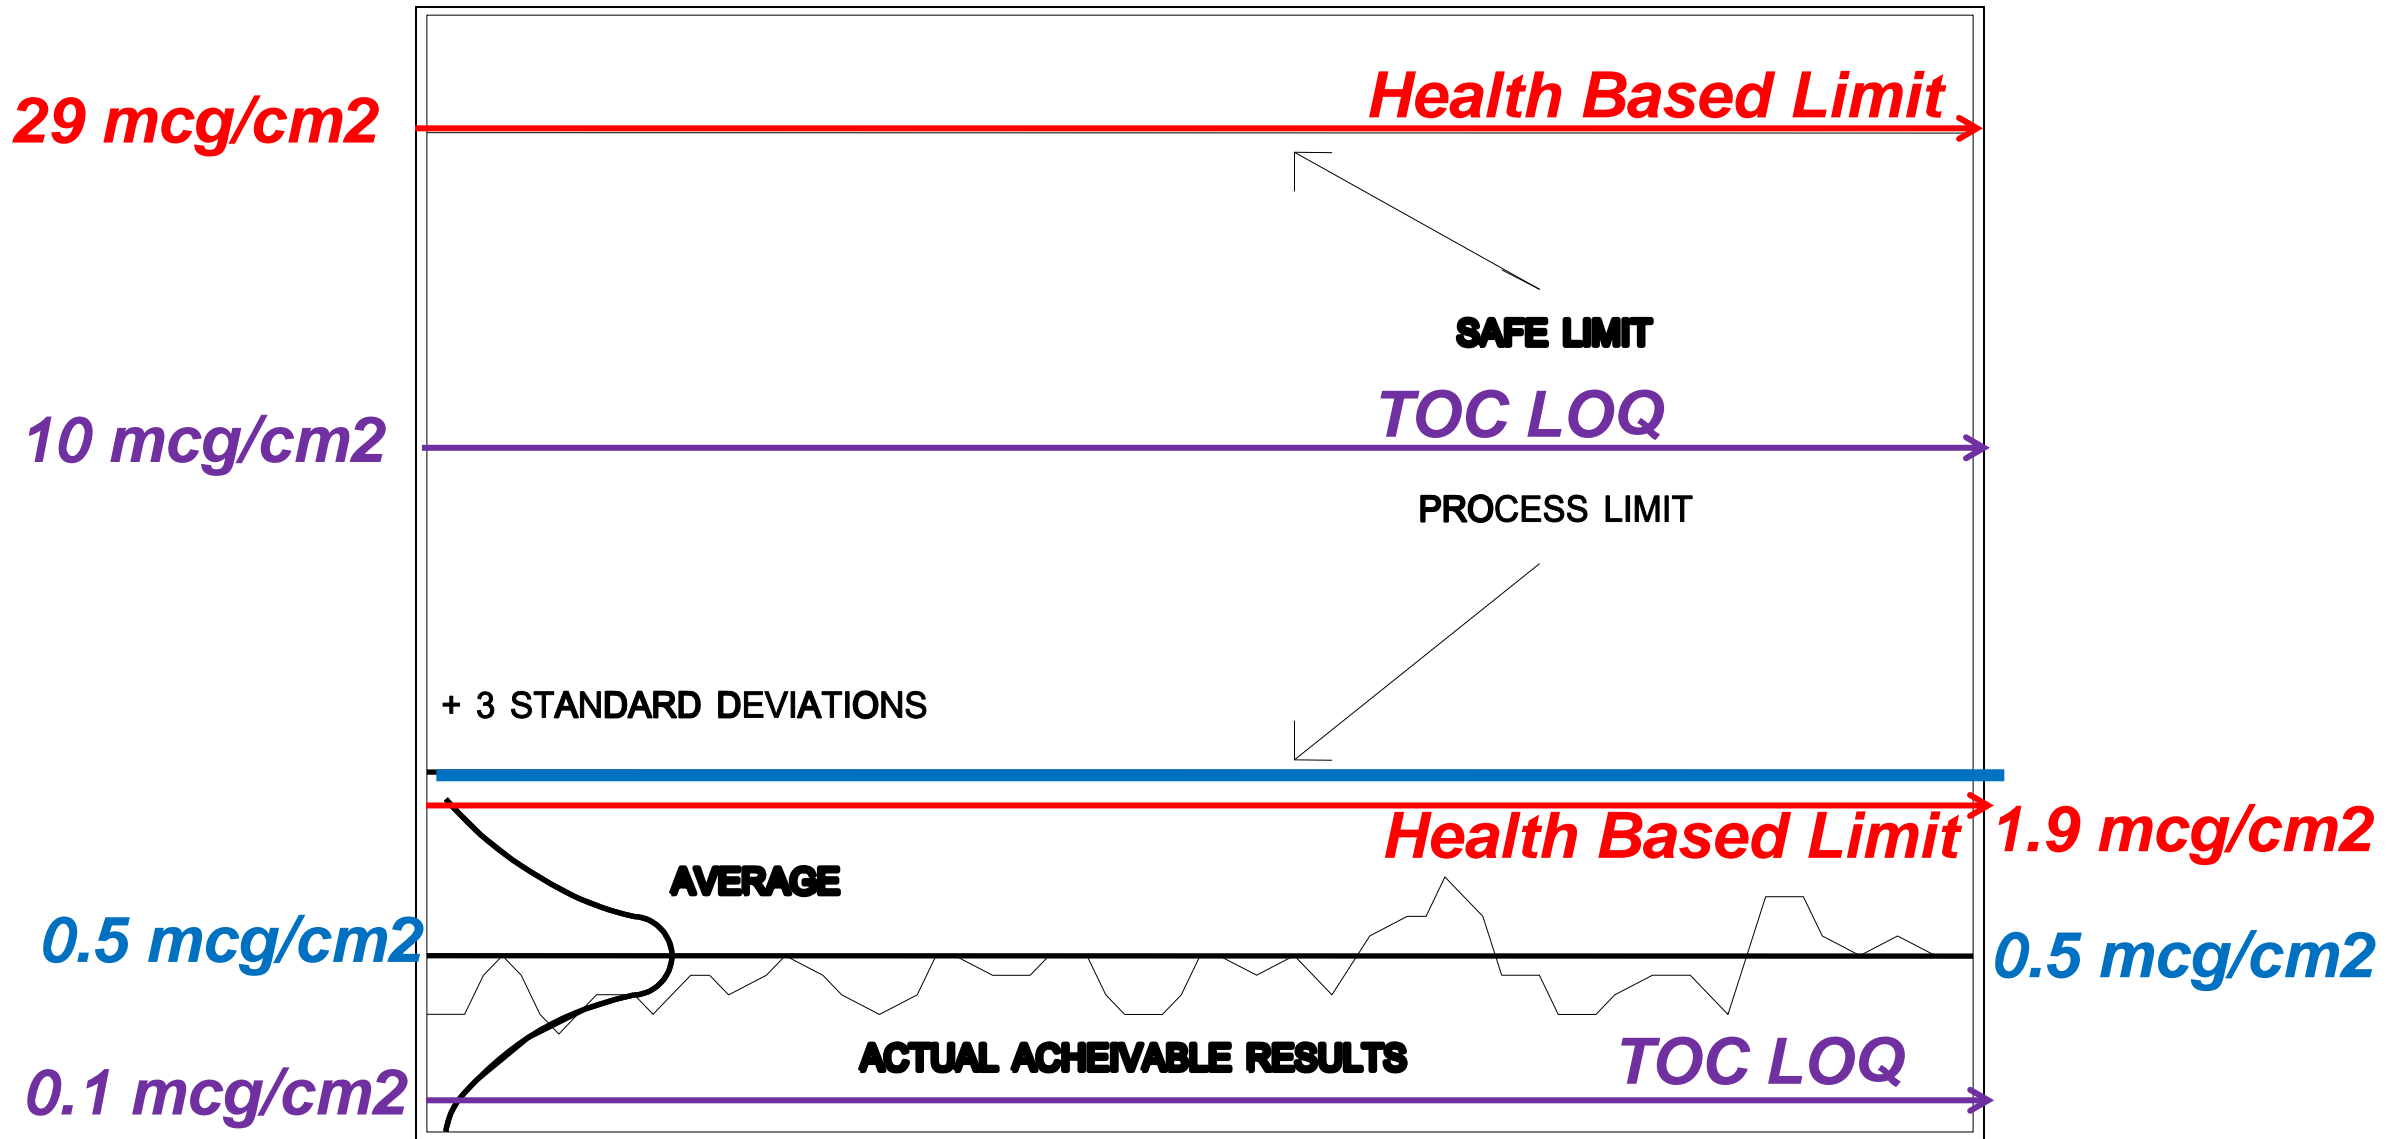 Health Based Limit
29 mcg/cm2
SAFE LIMIT
TOC LOQ
10 mcg/cm2
PROCESS LIMIT
+ 3 STANDARD DEVIATIONS
Health Based Limit
1.9 mcg/cm2
AVERAGE
0.5 mcg/cm2
0.5 mcg/cm2
ACTUAL ACHEIVABLE RESULTS
TOC LOQ
0.1 mcg/cm2